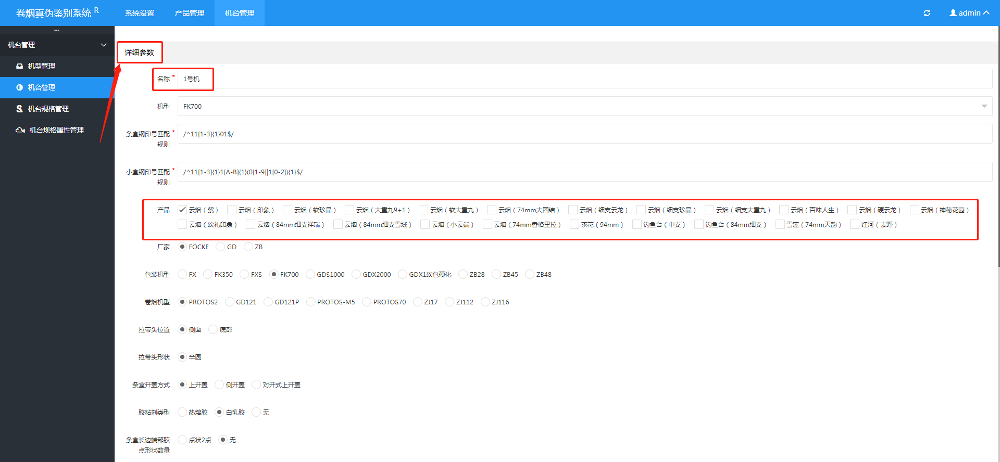 卷烟真伪鉴别系统 R
系统设置 产品管理 机台管理
admin
机台管理
机型管理
机台管理
机台规格管理
机台规格属性管理
详细参数
名称 * 1号机
机型 FK700
条盒钢印号匹配规则 * /^11[1-3]{1}01$/
小盒钢印号匹配规则 * /^11[1-3]{1}1[A-B]{1}(0[1-9]|1[0-2]){1}$/
产品 云烟（紫） 云烟（印象） 云烟（软珍品） 云烟（大重九9+1） 云烟（软大重九） 云烟（74mm大团结） 云烟（细支云龙） 云烟（细支珍品） 云烟（细支大重九） 云烟（百味人生） 云烟（硬云龙） 云烟（神秘花园）
云烟（软礼印象） 云烟（84mm细支祥瑞） 云烟（84mm细支雪域） 云烟（小云端） 云烟（74mm香格里拉） 茶花（94mm） 钓鱼台（中支） 钓鱼台（84mm细支） 雪莲（74mm天韵） 红河（去野）
厂家 FOCKE GD ZB
包装机型 FX FK350 FXS FK700 GDS1000 GDX2000 GDX1软包硬化 ZB28 ZB45 ZB48
卷烟机型 PROTOS2 GD121 GD121P PROTOS-M5 PROTOS70 ZJ17 ZJ112 ZJ116
拉带头位置 侧面 底部
拉带头形状 半圆
条盒开盖方式 上开盖 侧开盖 对开式上开盖
胶粘剂类型 热熔胶 白乳胶 无
条盒长边端部胶点形状数量 点状2点 无